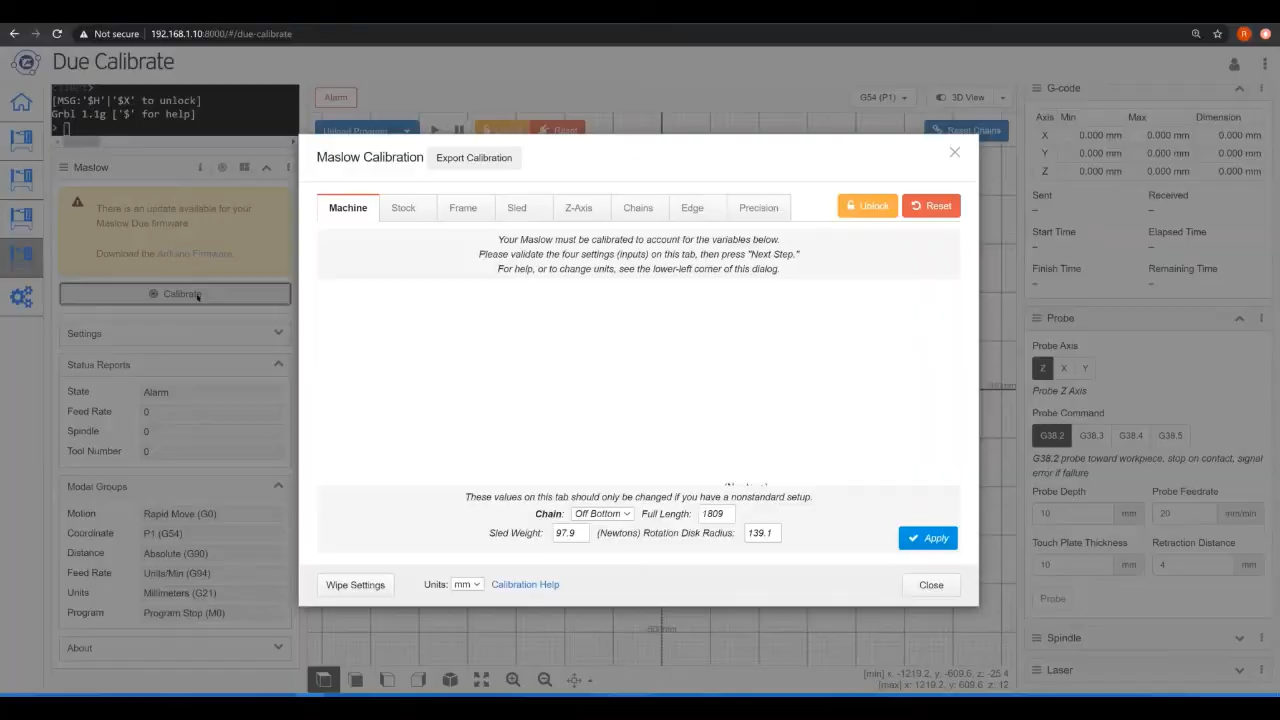 Not secure
192.168.1.10:8000/#/due-calibrate
Due Calibrate
[MSG:'$H'|'$X' to unlock]
Grbl 1.1g ['$' for help]
>
Alarm
G54 (P1)
3D View
Upload Program
Reset
Reset Chains
Maslow
There is an update available for your
Maslow Due firmware.
Download the Arduino Firmware.
Calibrate
Settings
Status Reports
State Alarm
Feed Rate 0
Spindle 0
Tool Number 0
Modal Groups
Motion Rapid Move (G0)
Coordinate P1 (G54)
Distance Absolute (G90)
Feed Rate Units/Min (G94)
Units Millimeters (G21)
Program Program Stop (M0)
About
Maslow Calibration
Export Calibration
Machine Stock Frame Sled Z-Axis Chains Edge Precision
Unlock
Reset
Your Maslow must be calibrated to account for the variables below.
Please validate the four settings (inputs) on this tab, then press "Next Step."
For help, or to change units, see the lower-left corner of this dialog.
These values on this tab should only be changed if you have a nonstandard setup.
Chain: Off Bottom Full Length: 1809
Sled Weight: 97.9 (Newtons) Rotation Disk Radius: 139.1
Apply
Wipe Settings
Units: mm
Calibration Help
Close
[min] x: -1219.2, y: -609.6, z: -25.4
[max] x: 1219.2, y: 609.6, z: 12
G-code
Axis Min Max Dimension
X 0.000 mm 0.000 mm 0.000 mm
Y 0.000 mm 0.000 mm 0.000 mm
Z 0.000 mm 0.000 mm 0.000 mm
Sent Received
– –
Start Time Elapsed Time
– –
Finish Time Remaining Time
– –
Probe
Probe Axis
Z X Y
Probe Z Axis
Probe Command
G38.2 G38.3 G38.4 G38.5
G38.2 probe toward workpiece, stop on contact, signal
error if failure
Probe Depth Probe Feedrate
10 mm 20 mm/min
Touch Plate Thickness Retraction Distance
10 mm 4 mm
Probe
Spindle
Laser